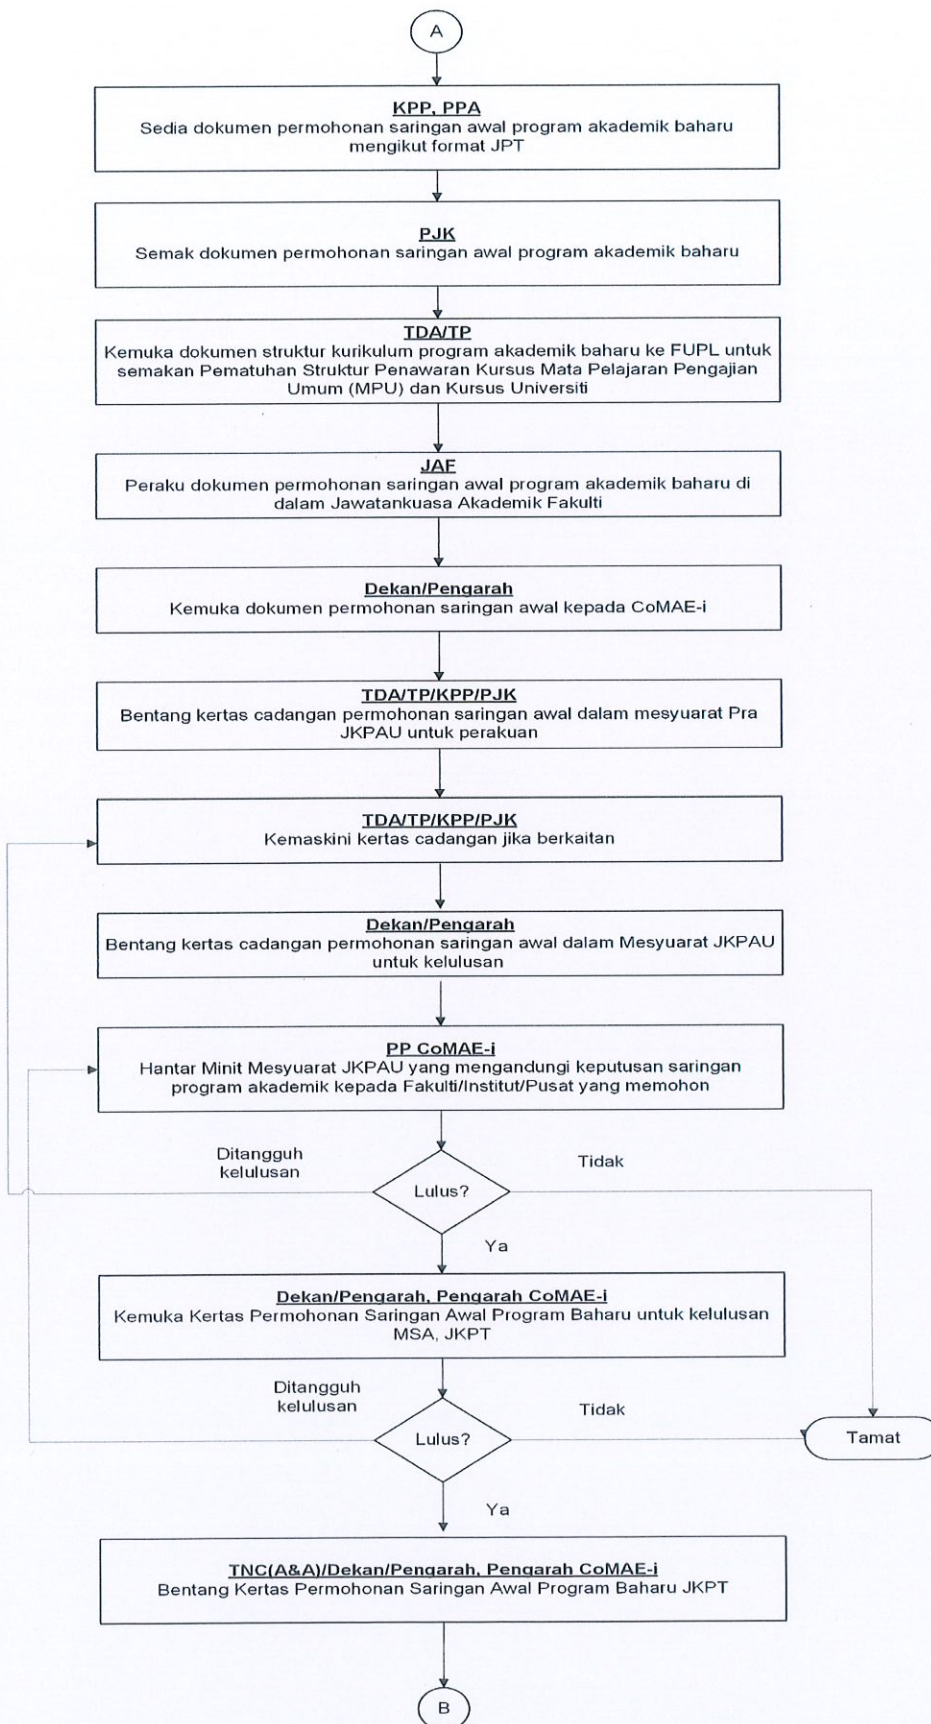 A
KPP, PPA
Sedia dokumen permohonan saringan awal program akademik baharu
mengikut format JPT
PJK
Semak dokumen permohonan saringan awal program akademik baharu
TDA/TP
Kemuka dokumen struktur kurikulum program akademik baharu ke FUPL untuk
semakan Pematuhan Struktur Penawaran Kursus Mata Pelajaran Pengajian
Umum (MPU) dan Kursus Universiti
JAF
Peraku dokumen permohonan saringan awal program akademik baharu di
dalam Jawatankuasa Akademik Fakulti
Dekan/Pengarah
Kemuka dokumen permohonan saringan awal kepada CoMAE-i
TDA/TP/KPP/PJK
Bentang kertas cadangan permohonan saringan awal dalam mesyuarat Pra
JKPAU untuk perakuan
TDA/TP/KPP/PJK
Kemaskini kertas cadangan jika berkaitan
Dekan/Pengarah
Bentang kertas cadangan permohonan saringan awal dalam Mesyuarat JKPAU
untuk kelulusan
PP CoMAE-i
Hantar Minit Mesyuarat JKPAU yang mengandungi keputusan saringan
program akademik kepada Fakulti/Institut/Pusat yang memohon
Ditangguh
kelulusan
Tidak
Lulus?
Ya
Dekan/Pengarah, Pengarah CoMAE-i
Kemuka Kertas Permohonan Saringan Awal Program Baharu untuk kelulusan
MSA, JKPT
Ditangguh
kelulusan
Tidak
Lulus?
Tamat
Ya
TNC(A&A)/Dekan/Pengarah, Pengarah CoMAE-i
Bentang Kertas Permohonan Saringan Awal Program Baharu JKPT
B